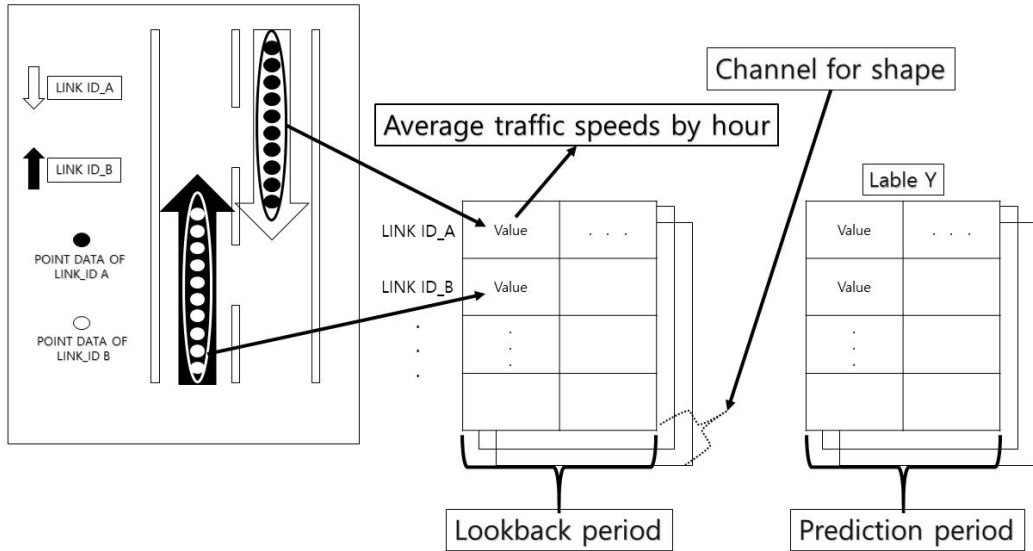 LINK ID_A
LINK ID_B
POINT DATA OF
LINK_ID A
POINT DATA OF
LINK_ID B
Channel for shape
Average traffic speeds by hour
Lable Y
LINK ID_A
Value
. . .
Value
. . .
LINK ID_B
Value
Value
Lookback period
Prediction period